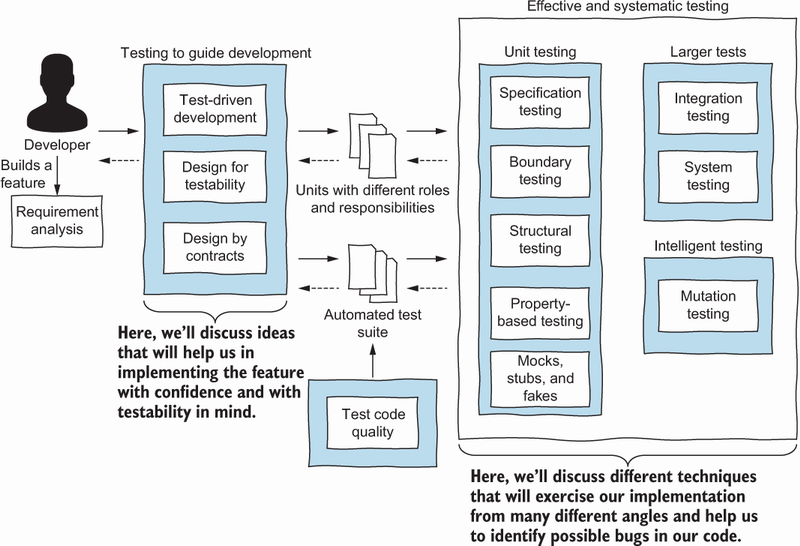 Effective and systematic testing
Testing to guide development
Unit testing
Larger tests
Developer
Builds a
feature
Requirement
analysis
Test-driven
development
Design for
testability
Design by
contracts
Units with different roles
and responsibilities
Automated test
suite
Test code
quality
Specification
testing
Boundary
testing
Structural
testing
Property-
based testing
Mocks,
stubs, and
fakes
Integration
testing
System
testing
Intelligent testing
Mutation
testing
Here, we’ll discuss ideas
that will help us in
implementing the feature
with confidence and with
testability in mind.
Here, we’ll discuss different techniques
that will exercise our implementation
from many different angles and help us
to identify possible bugs in our code.